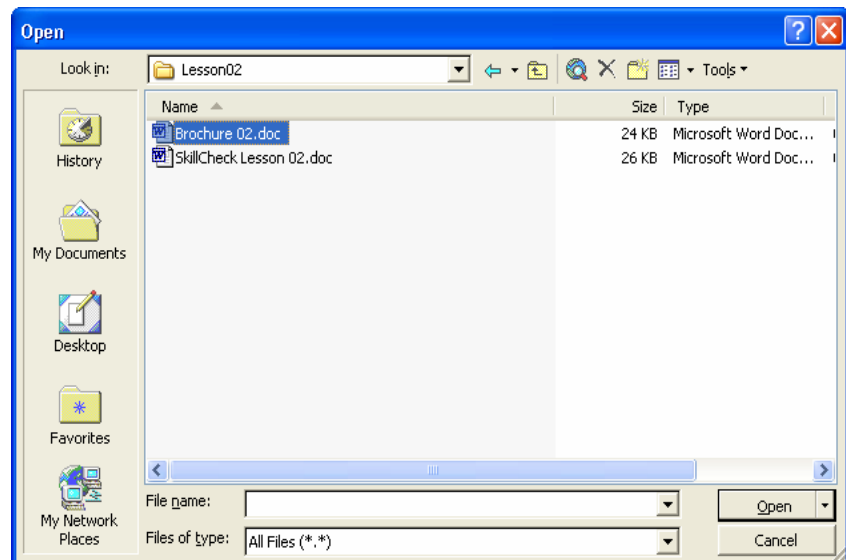 Open
Look in:
Lesson02
Tools
Name
Size
Type
Brochure 02.doc
24 KB
Microsoft Word Doc...
SkillCheck Lesson 02.doc
26 KB
Microsoft Word Doc...
History
My Documents
Desktop
Favorites
My Network
Places
File name:
Open
Files of type:
All Files (*.*)
Cancel